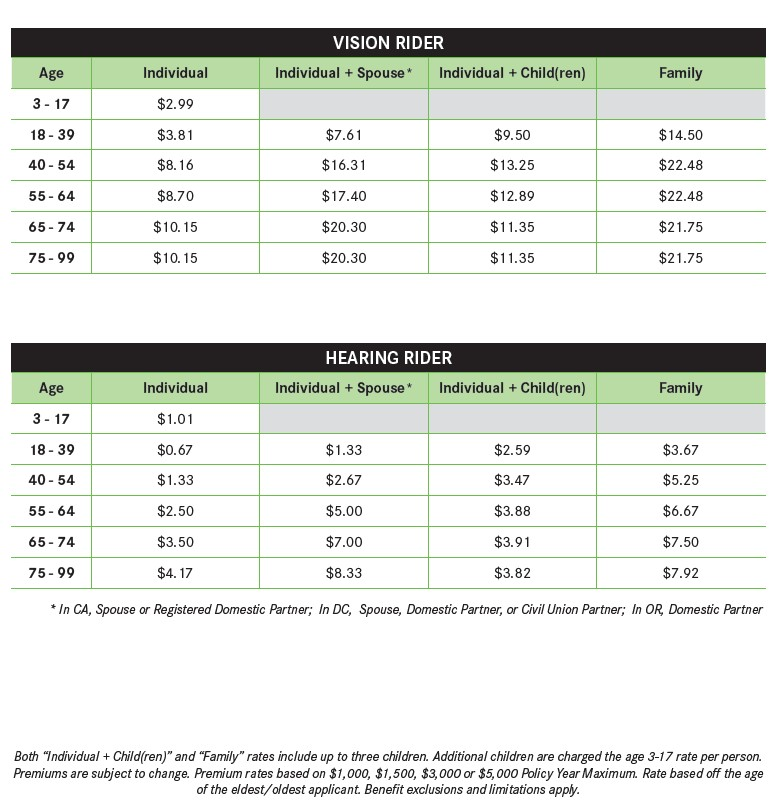 VISION RIDER
Age Individual Individual + Spouse* Individual + Child(ren) Family
3 - 17 $2.99
18 - 39 $3.81 $7.61 $9.50 $14.50
40 - 54 $8.16 $16.31 $13.25 $22.48
55 - 64 $8.70 $17.40 $12.89 $22.48
65 - 74 $10.15 $20.30 $11.35 $21.75
75 - 99 $10.15 $20.30 $11.35 $21.75
HEARING RIDER
Age Individual Individual + Spouse* Individual + Child(ren) Family
3 - 17 $1.01
18 - 39 $0.67 $1.33 $2.59 $3.67
40 - 54 $1.33 $2.67 $3.47 $5.25
55 - 64 $2.50 $5.00 $3.88 $6.67
65 - 74 $3.50 $7.00 $3.91 $7.50
75 - 99 $4.17 $8.33 $3.82 $7.92
* In CA, Spouse or Registered Domestic Partner; In DC, Spouse, Domestic Partner, or Civil Union Partner; In OR, Domestic Partner
Both “Individual + Child(ren)” and “Family” rates include up to three children. Additional children are charged the age 3-17 rate per person.
Premiums are subject to change. Premium rates based on $1,000, $1,500, $3,000 or $5,000 Policy Year Maximum. Rate based off the age
of the eldest/oldest applicant. Benefit exclusions and limitations apply.